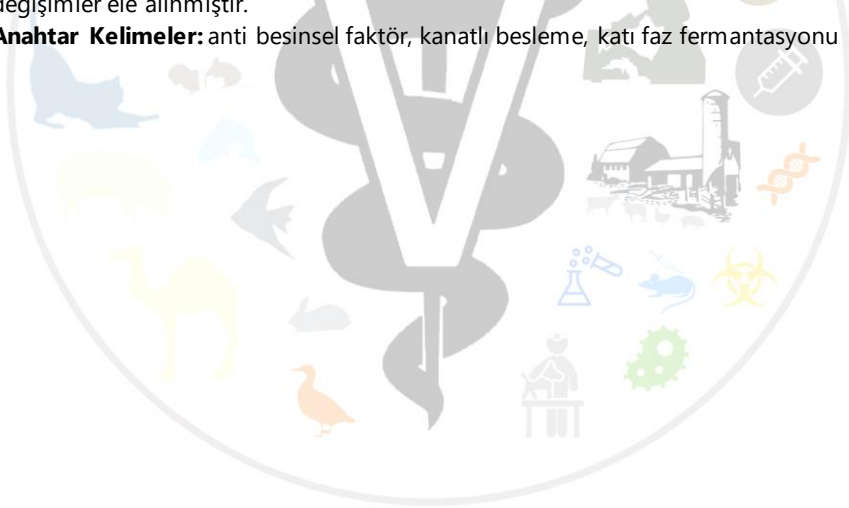 değişimler ele alınmıştır.
Anahtar Kelimeler: anti besinsel faktör, kanatlı besleme, katı faz fermantasyonu